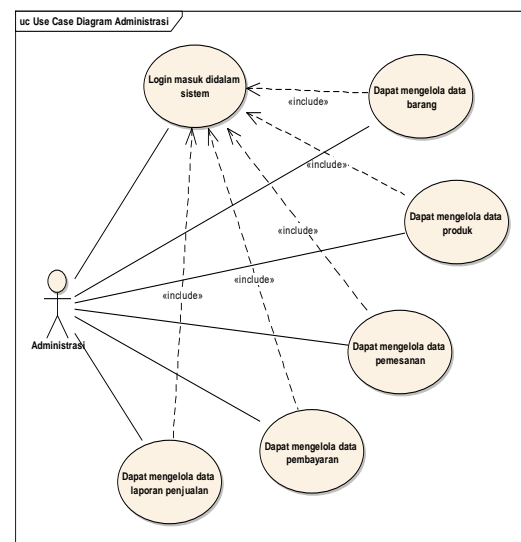 uc Use Case Diagram Administrasi
Login masuk didalam
sistem
Dapat mengelola data
barang
«include»
«include»
Dapat mengelola data
produk
«include»
«include»
«include»
Administrasi
Dapat mengelola data
pemesanan
Dapat mengelola data
pembayaran
Dapat mengelola data
laporan penjualan